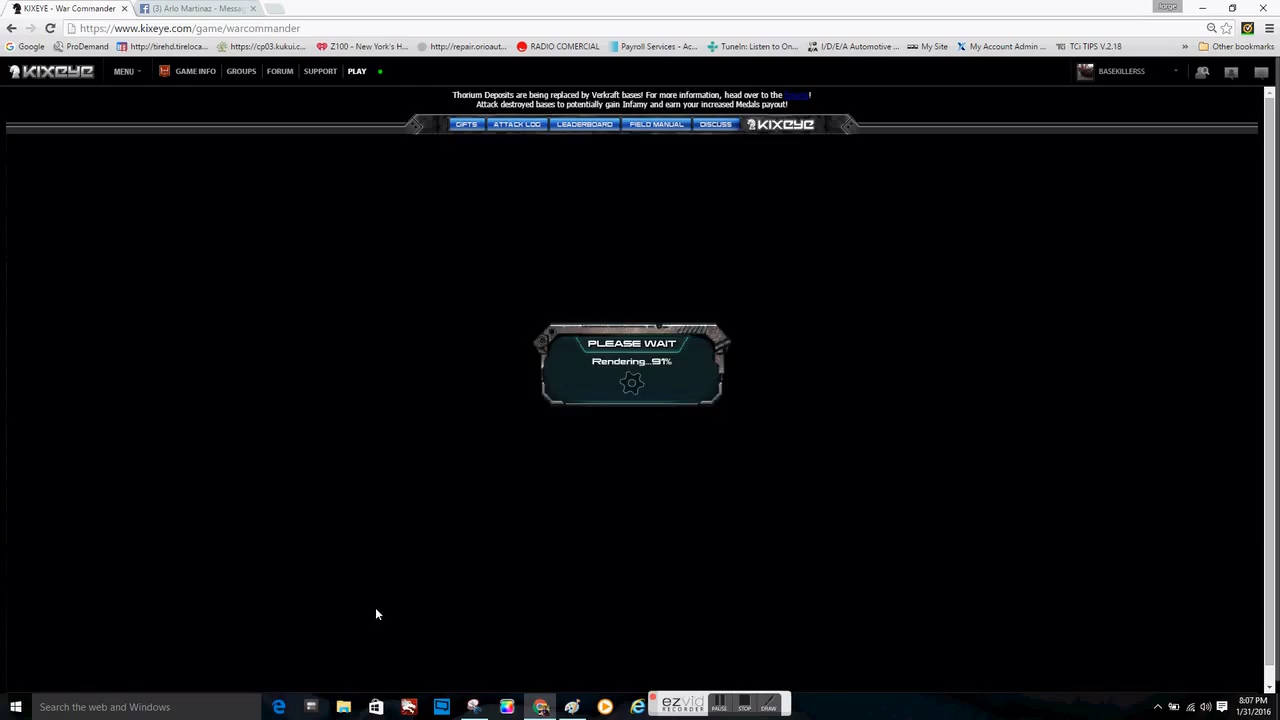 KIXEYE - War Commander
(3) Arlo Martinaz - Messag
jorge
https://www.kixeye.com/game/warcommander
Google
ProDemand
http://tirehd.tireloca...
https://cp03.kukui.c...
Z100 - New York's H...
http://repair.orioaut...
RADIO COMERCIAL
Payroll Services - Ac...
TuneIn: Listen to On...
I/D/E/A Automotive ...
My Site
My Account Admin ...
TCi TIPS V.2.18
»
Other bookmarks
KIXEYE
MENU
GAME INFO
GROUPS
FORUM
SUPPORT
PLAY
BASEKILLERSS
Thorium Deposits are being replaced by Verkraft bases! For more information, head over to the !
Attack destroyed bases to potentially gain Infamy and earn your increased Medals payout!
GIFTS
ATTACK LOG
LEADERBOARD
FIELD MANUAL
DISCUSS
KIXEYE
PLEASE WAIT
Rendering...91%
Search the web and Windows
ezvid
RECORDER
PAUSE
STOP
DRAW
8:07 PM
1/31/2016